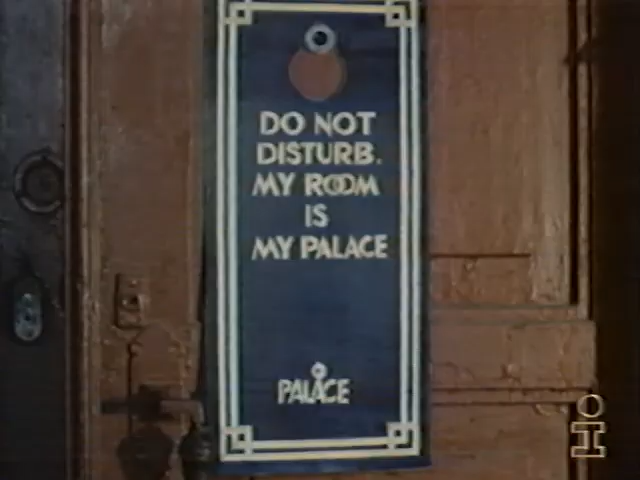 DO NOT
DISTURB.
MY ROOM
IS
MY PALACE
PALACE